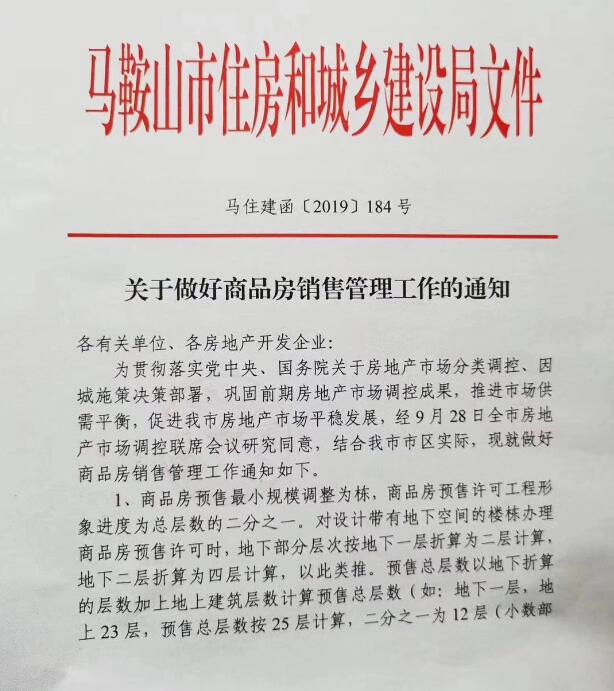 马鞍山市住房和城乡建设局文件
马住建函〔2019〕184 号
关于做好商品房销售管理工作的通知
各有关单位、各房地产开发企业：
为贯彻落实党中央、国务院关于房地产市场分类调控、因
城施策决策部署，巩固前期房地产市场调控成果，推进市场供
需平衡，促进我市房地产市场平稳发展，经 9 月 28 日全市房地
产市场调控联席会议研究同意，结合我市市区实际，现就做好
商品房销售管理工作通知如下。
1、商品房预售最小规模调整为栋，商品房预售许可工程形
象进度为总层数的二分之一。对设计带有地下空间的楼栋办理
商品房预售许可时，地下部分层次按地下一层折算为二层计算，
地下二层折算为四层计算，以此类推。预售总层数以地下折算
的层数加上地上建筑层数计算预售总层数（如：地下一层，地
上 23 层，预售总层数按 25 层计算，二分之一为 12 层（小数部